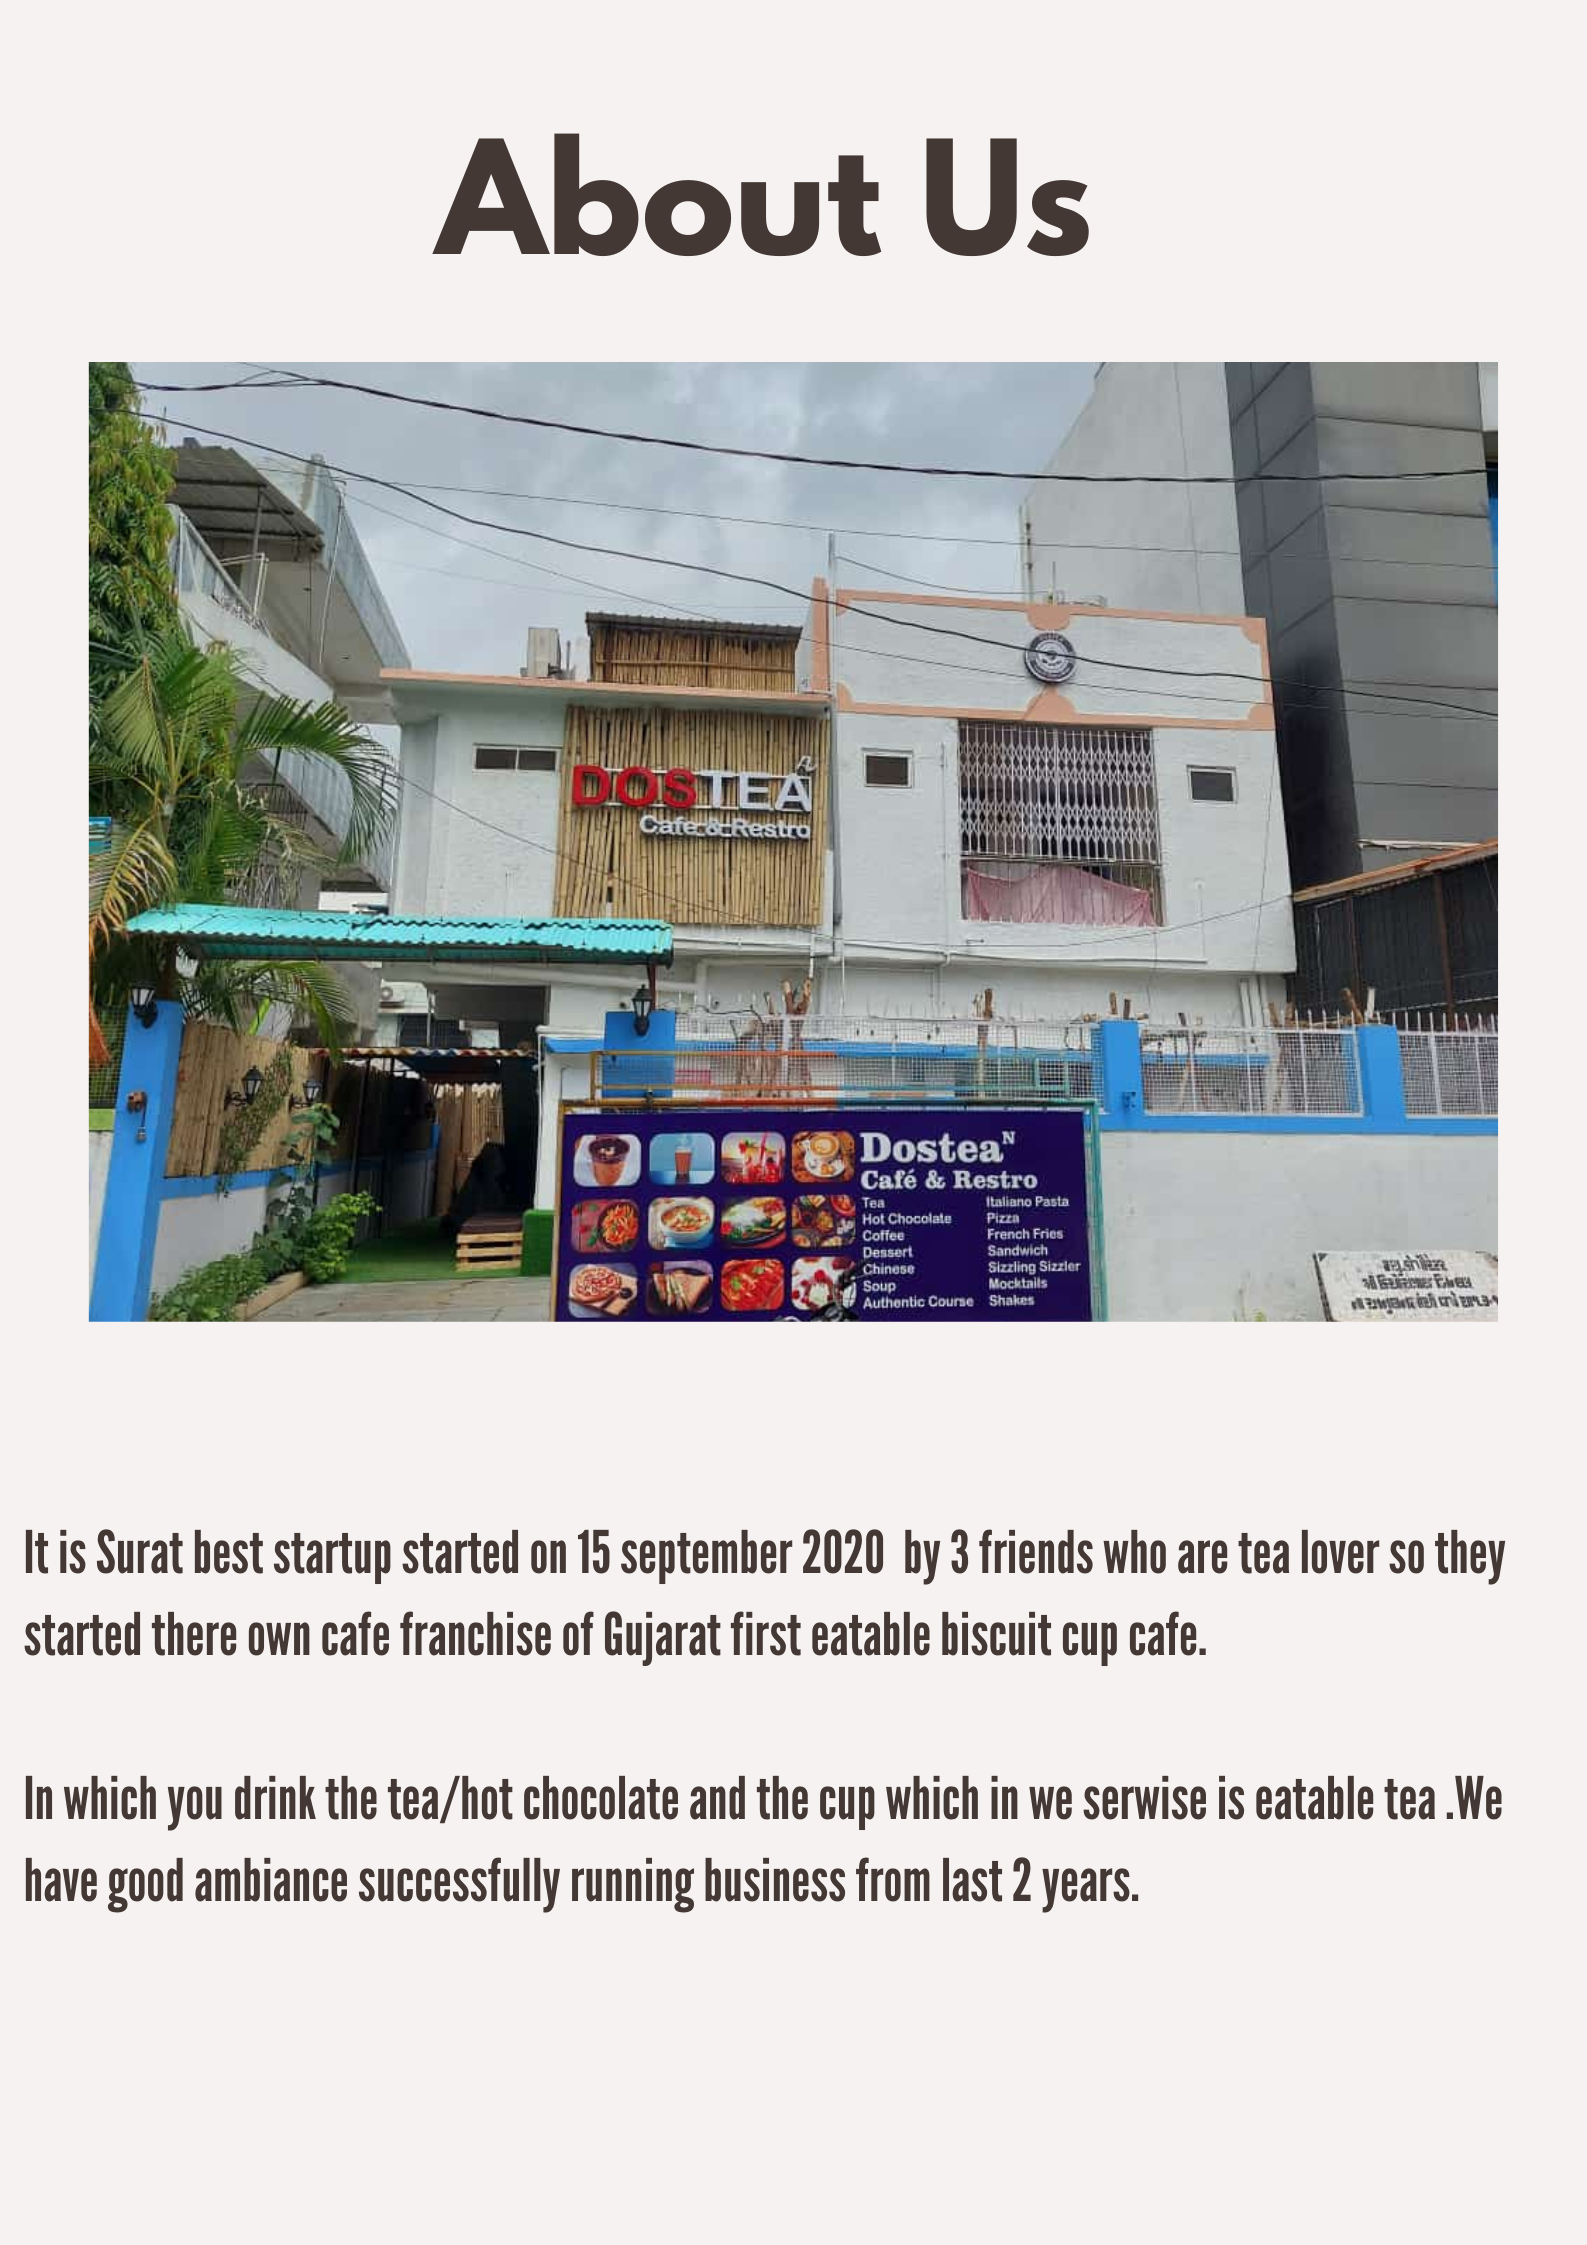 About Us
DOSTEA
n
Cafe & Restro
Dostea N
Café & Restro
Tea
Hot Chocolate
Coffee
Dessert
Chinese
Soup
Authentic Course
Italiano Pasta
Pizza
French Fries
Sandwich
Sizzling Sizzler
Mocktails
Shakes
It is Surat best startup started on 15 september 2020 by 3 friends who are tea lover so they
started there own cafe franchise of Gujarat first eatable biscuit cup cafe.
In which you drink the tea/hot chocolate and the cup which in we serwise is eatable tea .We
have good ambiance successfully running business from last 2 years.